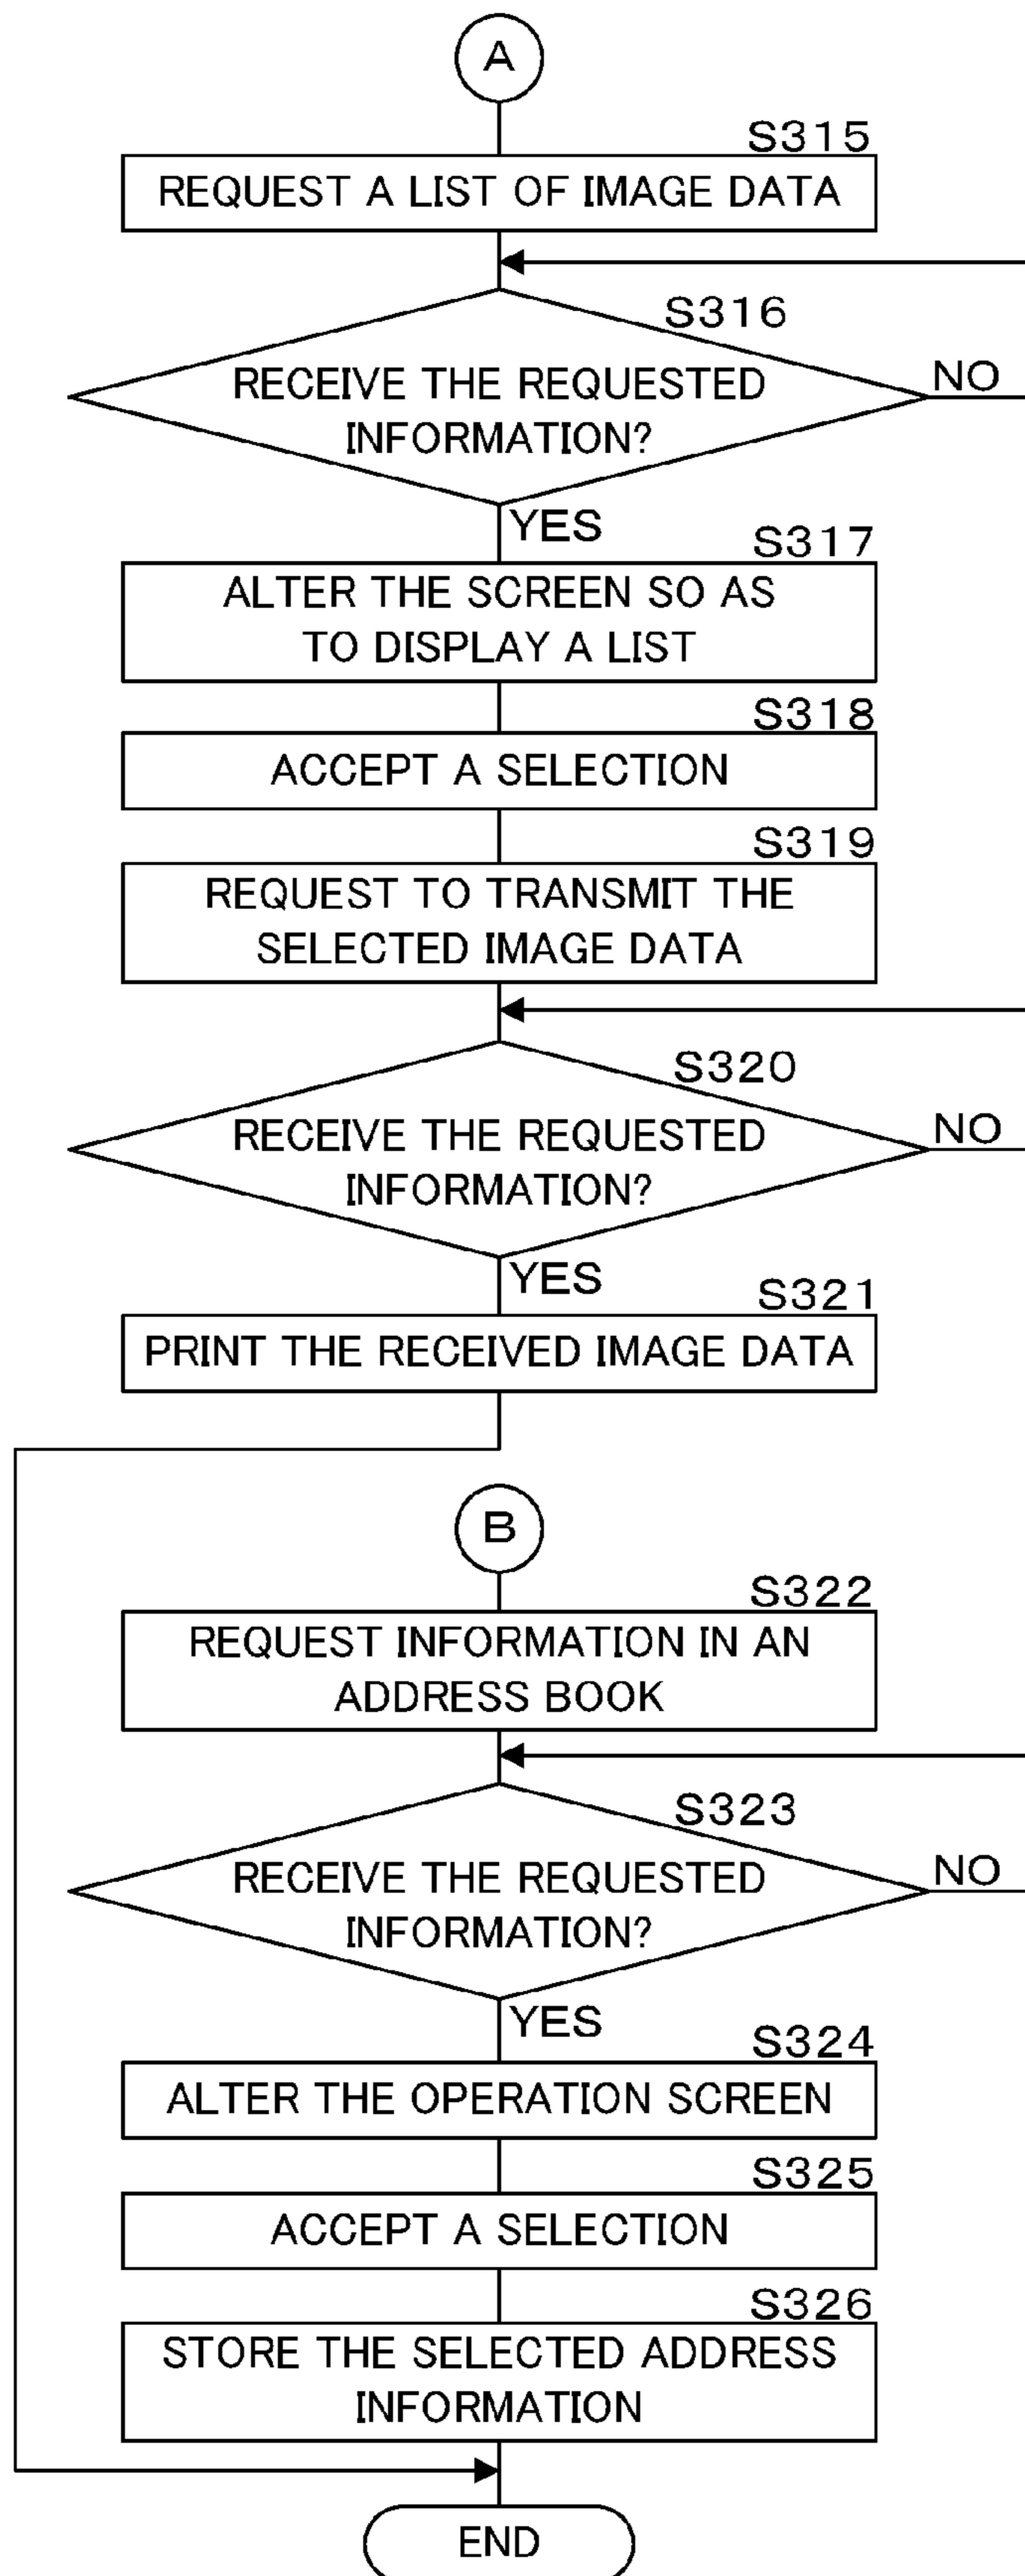 A
S315
REQUEST A LIST OF IMAGE DATA
S316
RECEIVE THE REQUESTED
INFORMATION?
NO
YES
S317
ALTER THE SCREEN SO AS
TO DISPLAY A LIST
S318
ACCEPT A SELECTION
S319
REQUEST TO TRANSMIT THE
SELECTED IMAGE DATA
S320
RECEIVE THE REQUESTED
INFORMATION?
NO
YES
S321
PRINT THE RECEIVED IMAGE DATA
B
S322
REQUEST INFORMATION IN AN
ADDRESS BOOK
S323
RECEIVE THE REQUESTED
INFORMATION?
NO
YES
S324
ALTER THE OPERATION SCREEN
S325
ACCEPT A SELECTION
S326
STORE THE SELECTED ADDRESS
INFORMATION
END